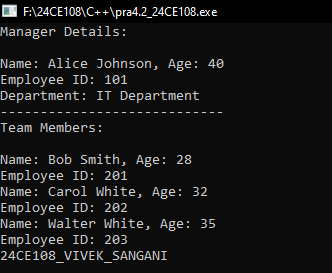 F:\24CE108\C++\pra4.2_24CE108.exe
Manager Details:
Name: Alice Johnson, Age: 40
Employee ID: 101
Department: IT Department
----------------------------
Team Members:
Name: Bob Smith, Age: 28
Employee ID: 201
Name: Carol White, Age: 32
Employee ID: 202
Name: Walter White, Age: 35
Employee ID: 203
24CE108_VIVEK_SANGANI